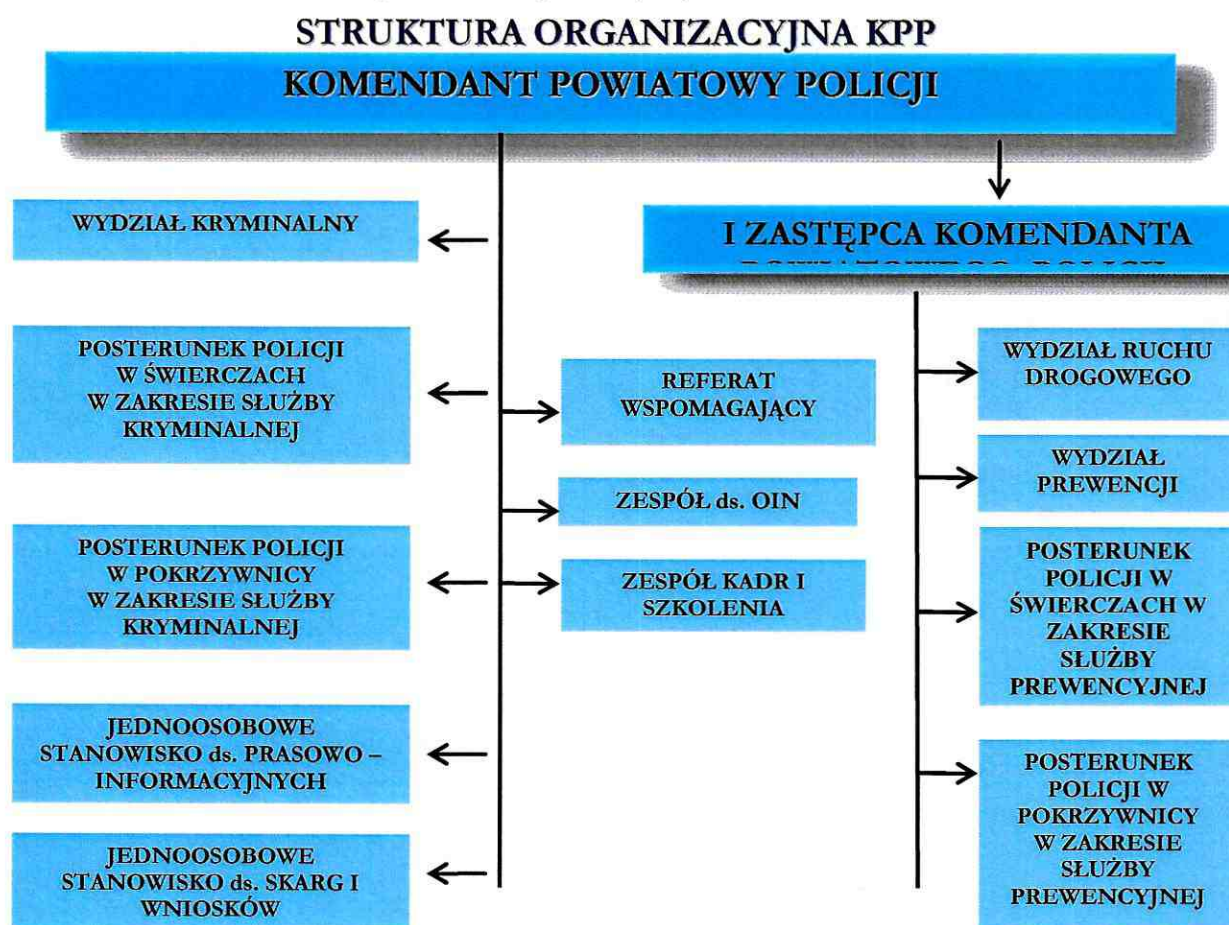 STRUKTURA ORGANIZACYJNA KPP
KOMENDANT POWIATOWY POLICJI
WYDZIAŁ KRYMINALNY
POSTERUNEK POLICJI
W ŚWIERCZACH
W ZAKRESIE SŁUŻBY
KRYMINALNEJ
POSTERUNEK POLICJI
W POKRZYWNICY
W ZAKRESIE SŁUŻBY
KRYMINALNEJ
JEDNOOSOBOWE
STANOWISKO ds. PRASOWO –
INFORMACYJNYCH
JEDNOOSOBOWE
STANOWISKO ds. SKARG I
WNIOSKÓW
REFERAT
WSPOMAGAJĄCY
ZESPÓŁ ds. OIN
ZESPÓŁ KADR I
SZKOLENIA
I ZASTĘPCA KOMENDANTA
WYDZIAŁ RUCHU
DROGOWEGO
WYDZIAŁ
PREWENCJI
POSTERUNEK
POLICJI W
ŚWIERCZACH W
ZAKRESIE
SŁUŻBY
PREWENCYJNEJ
POSTERUNEK
POLICJI W
POKRZYWNICY
W ZAKRESIE
SŁUŻBY
PREWENCYJNEJ